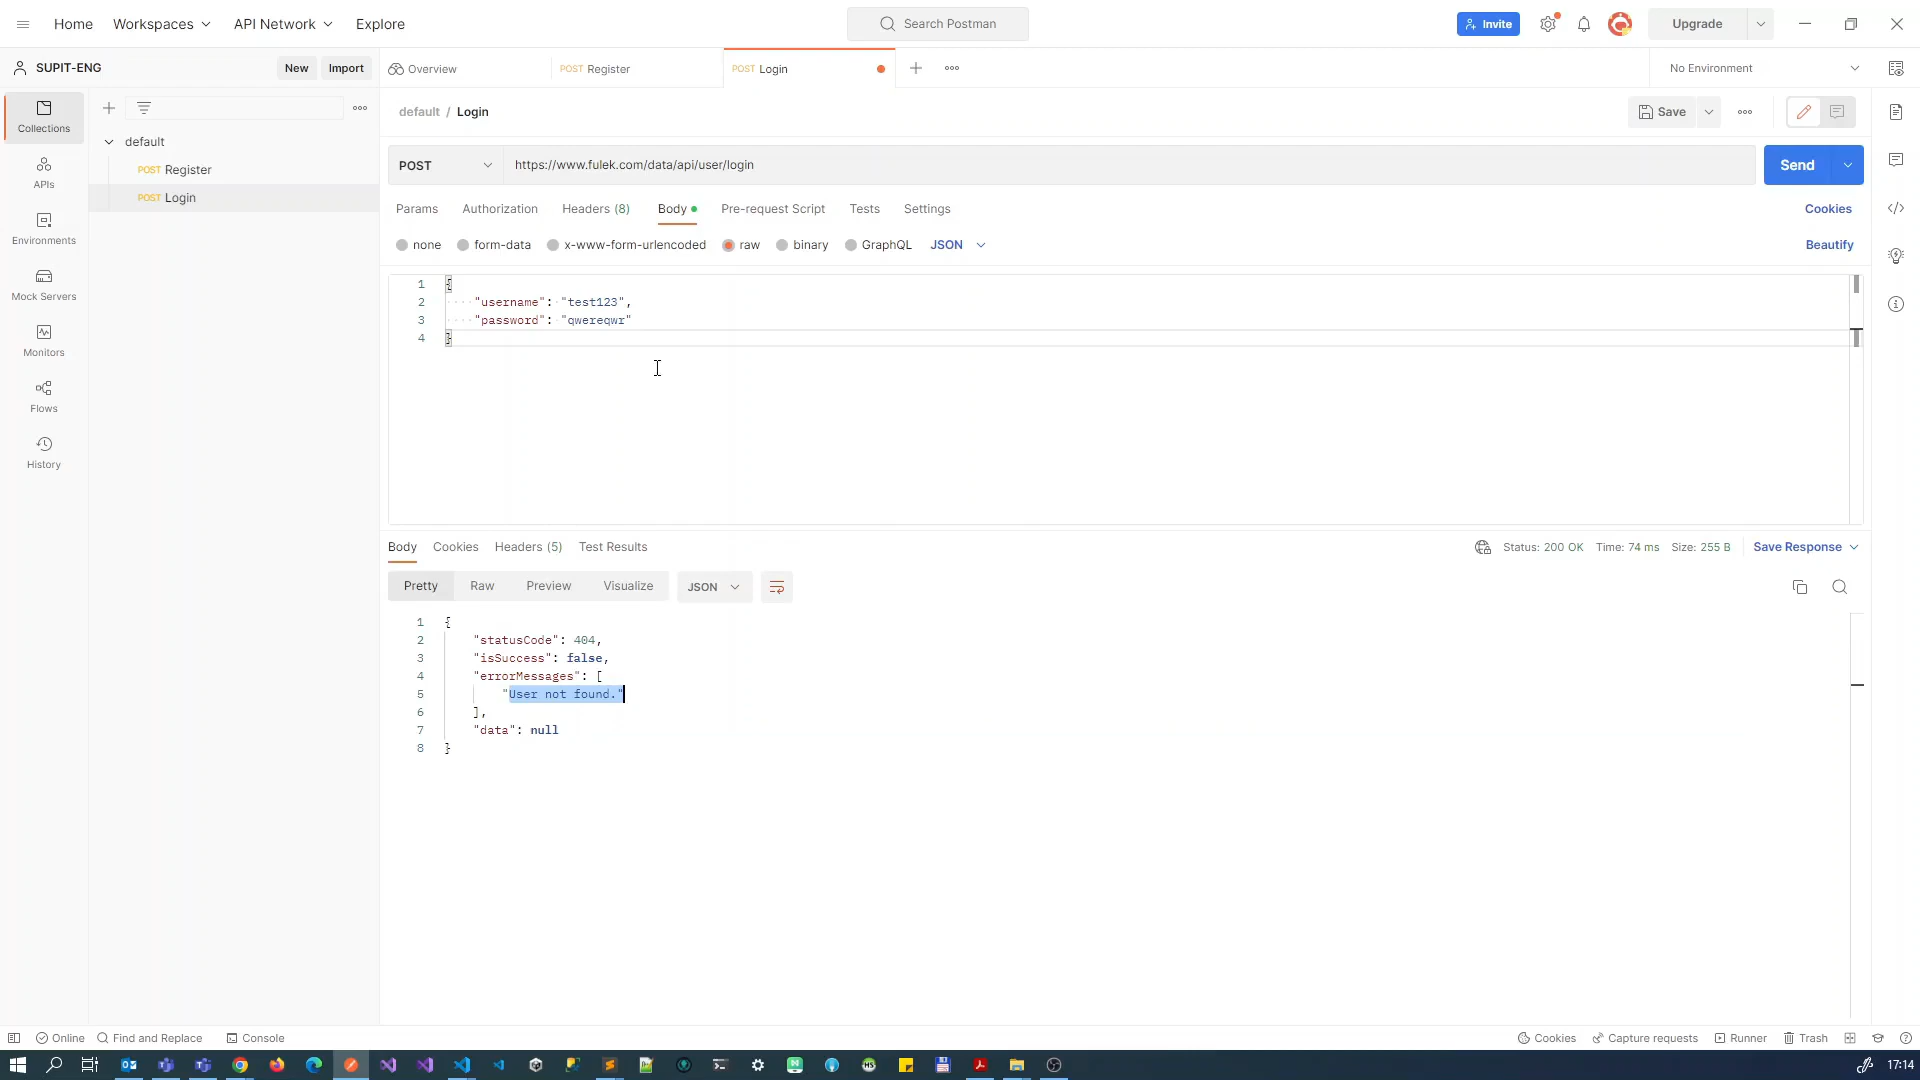 Home Workspaces API Network Explore Search Postman Invite Upgrade
SUPIT-ENG New Import Overview POST Register POST Login No Environment
Collections
APIs
Environments
Mock Servers
Monitors
Flows
History
default
POST Register
POST Login
default / Login Save
POST https://www.fulek.com/data/api/user/login Send
Params Authorization Headers (8) Body Pre-request Script Tests Settings Cookies
none form-data x-www-form-urlencoded raw binary GraphQL JSON Beautify
1 {
2 "username": "test123",
3 "password": "qwereqwr"
4 }
Body Cookies Headers (5) Test Results Status: 200 OK Time: 74 ms Size: 255 B Save Response
Pretty Raw Preview Visualize JSON
1 {
2 "statusCode": 404,
3 "isSuccess": false,
4 "errorMessages": [
5 "User not found."
6 ],
7 "data": null
8 }
Online Find and Replace Console Cookies Capture requests Runner Trash
17:14